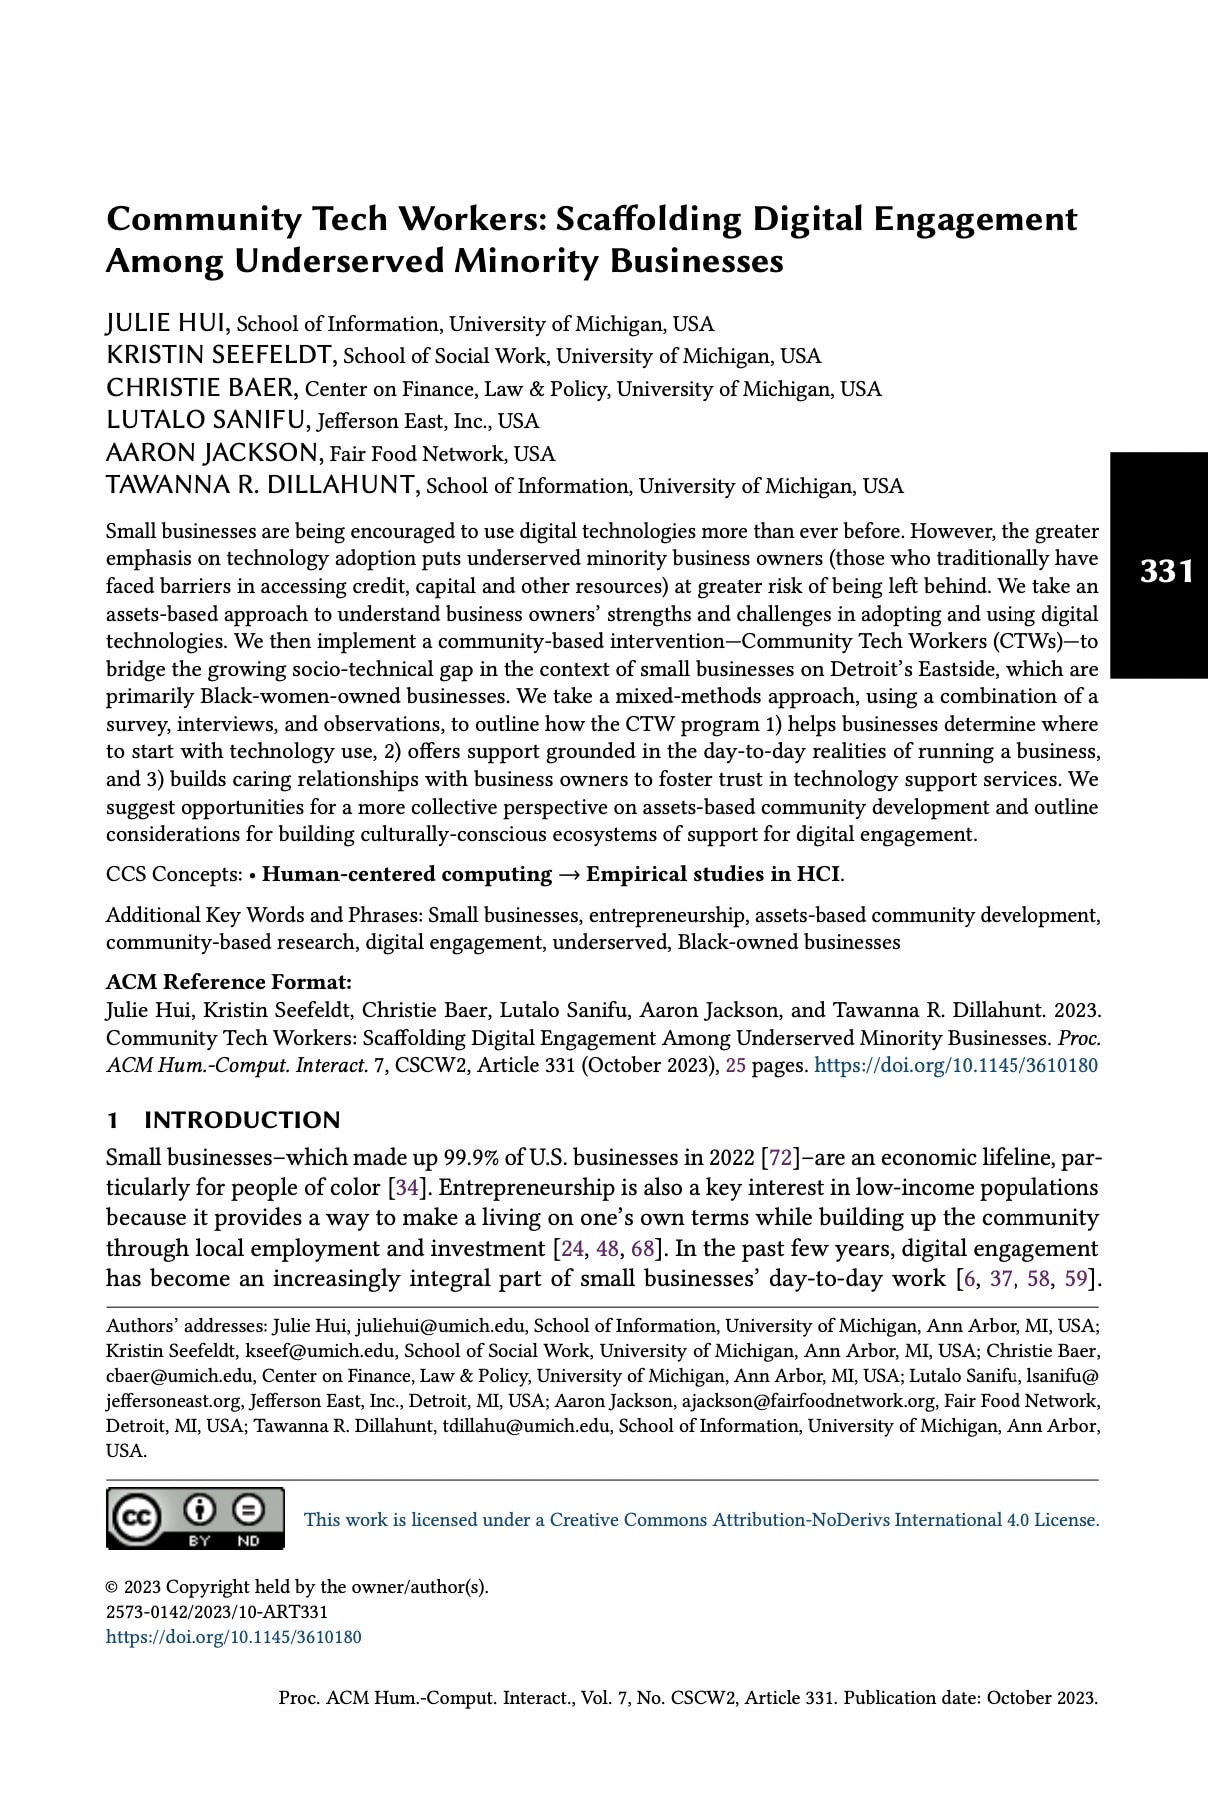 Community Tech Workers: Scaffolding Digital Engagement
Among Underserved Minority Businesses
JULIE HUI, School of Information, University of Michigan, USA
KRISTIN SEEFELDT, School of Social Work, University of Michigan, USA
CHRISTIE BAER, Center on Finance, Law & Policy, University of Michigan, USA
LUTALO SANIFU, Jefferson East, Inc., USA
AARON JACKSON, Fair Food Network, USA
TAWANNA R. DILLAHUNT, School of Information, University of Michigan, USA
Small businesses are being encouraged to use digital technologies more than ever before. However, the greater
emphasis on technology adoption puts underserved minority business owners (those who traditionally have
faced barriers in accessing credit, capital and other resources) at greater risk of being left behind. We take an
assets-based approach to understand business owners' strengths and challenges in adopting and using digital
technologies. We then implement a community-based intervention—Community Tech Workers (CTWs)—to
bridge the growing socio-technical gap in the context of small businesses on Detroit's Eastside, which are
primarily Black-women-owned businesses. We take a mixed-methods approach, using a combination of a
survey, interviews, and observations, to outline how the CTW program 1) helps businesses determine where
to start with technology use, 2) offers support grounded in the day-to-day realities of running a business,
and 3) builds caring relationships with business owners to foster trust in technology support services. We
suggest opportunities for a more collective perspective on assets-based community development and outline
considerations for building culturally-conscious ecosystems of support for digital engagement.
331
CCS Concepts: • Human-centered computing → Empirical studies in HCI.
Additional Key Words and Phrases: Small businesses, entrepreneurship, assets-based community development,
community-based research, digital engagement, underserved, Black-owned businesses
ACM Reference Format:
Julie Hui, Kristin Seefeldt, Christie Baer, Lutalo Sanifu, Aaron Jackson, and Tawanna R. Dillahunt. 2023.
Community Tech Workers: Scaffolding Digital Engagement Among Underserved Minority Businesses. Proc.
ACM Hum.-Comput. Interact. 7, CSCW2, Article 331 (October 2023), 25 pages. https://doi.org/10.1145/3610180
1 INTRODUCTION
Small businesses–which made up 99.9% of U.S. businesses in 2022 [72]–are an economic lifeline, par-
ticularly for people of color [34]. Entrepreneurship is also a key interest in low-income populations
because it provides a way to make a living on one's own terms while building up the community
through local employment and investment [24, 48, 68]. In the past few years, digital engagement
has become an increasingly integral part of small businesses' day-to-day work [6, 37, 58, 59].
Authors' addresses: Julie Hui, juliehui@umich.edu, School of Information, University of Michigan, Ann Arbor, MI, USA;
Kristin Seefeldt, kseef@umich.edu, School of Social Work, University of Michigan, Ann Arbor, MI, USA; Christie Baer,
cbaer@umich.edu, Center on Finance, Law & Policy, University of Michigan, Ann Arbor, MI, USA; Lutalo Sanifu, lsanifu@
jeffersoneast.org, Jefferson East, Inc., Detroit, MI, USA; Aaron Jackson, ajackson@fairfoodnetwork.org, Fair Food Network,
Detroit, MI, USA; Tawanna R. Dillahunt, tdillahu@umich.edu, School of Information, University of Michigan, Ann Arbor,
USA.
cc BY ND
This work is licensed under a Creative Commons Attribution-NoDerivs International 4.0 License.
© 2023 Copyright held by the owner/author(s).
2573-0142/2023/10-ART331
https://doi.org/10.1145/3610180
Proc. ACM Hum.-Comput. Interact., Vol. 7, No. CSCW2, Article 331. Publication date: October 2023.